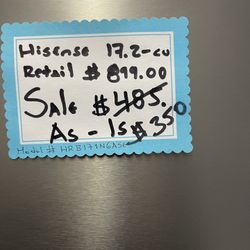 Hisense 17.2-cu
Retail $ 899.00
Sale $ 485.
As - Is $ 350
Model # HRB171N6ASE